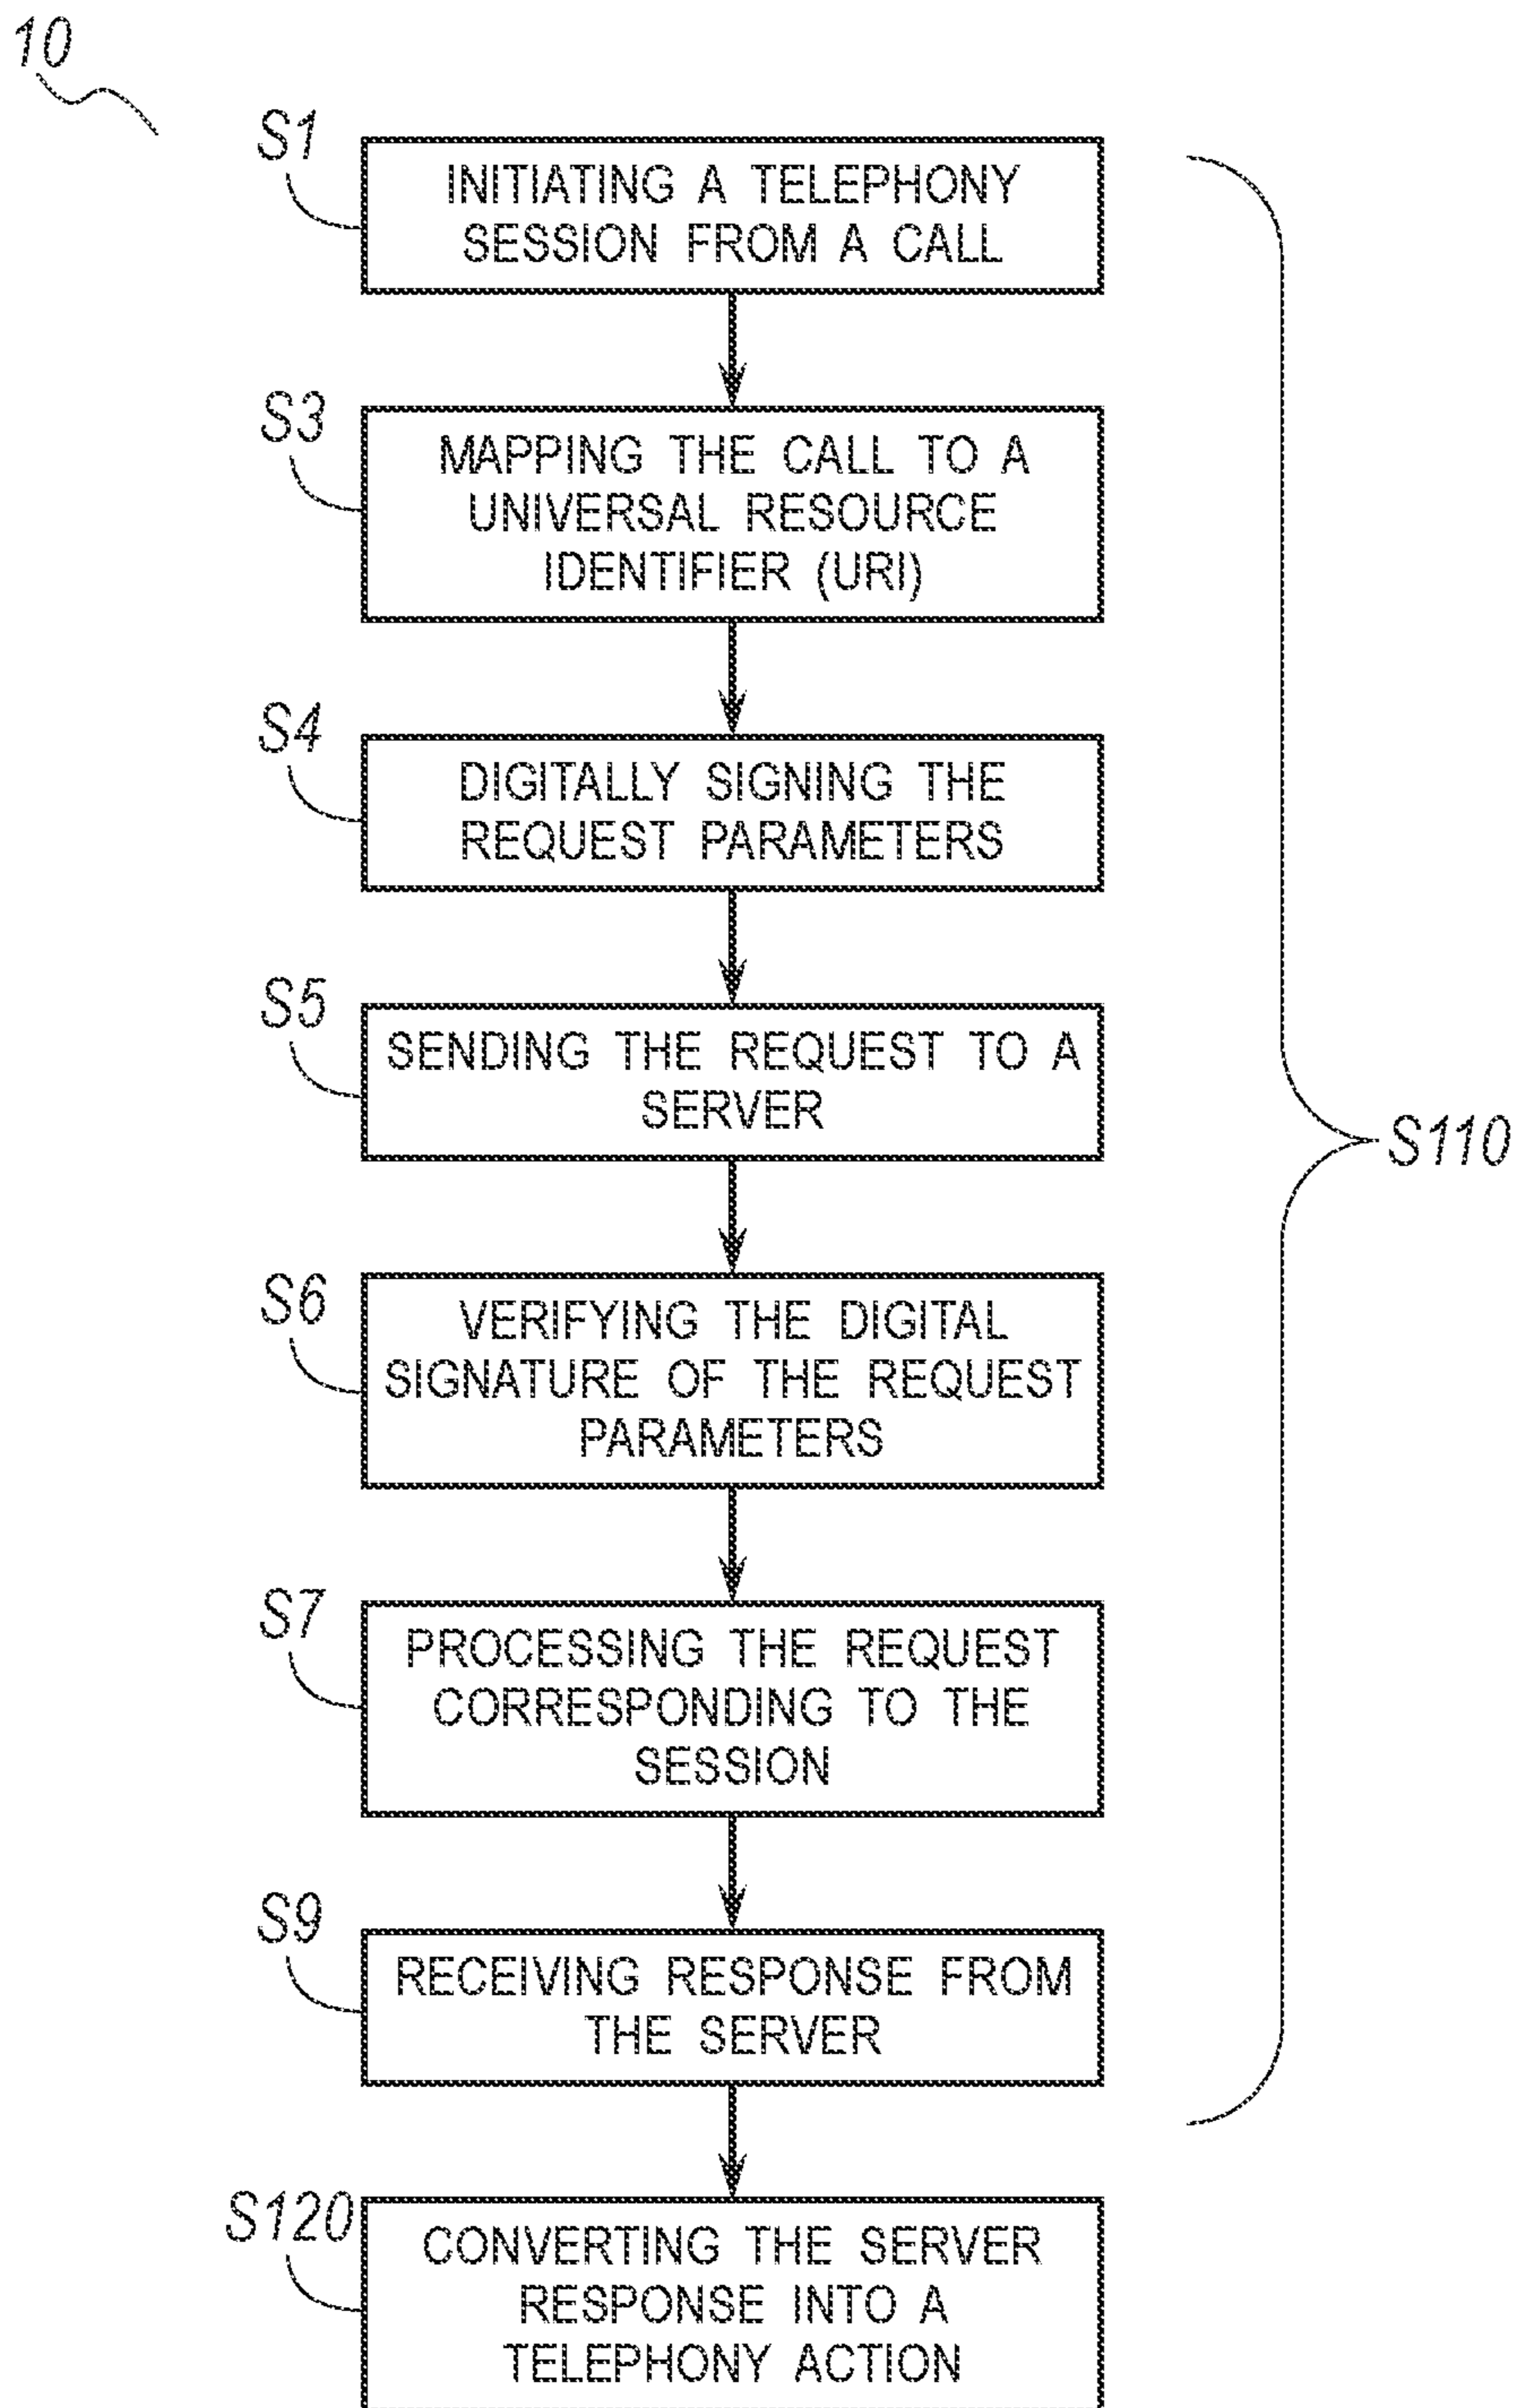 10
S1
INITIATING A TELEPHONY
SESSION FROM A CALL
S3
MAPPING THE CALL TO A
UNIVERSAL RESOURCE
IDENTIFIER (URI)
S4
DIGITALLY SIGNING THE
REQUEST PARAMETERS
S5
SENDING THE REQUEST TO A
SERVER
S110
S6
VERIFYING THE DIGITAL
SIGNATURE OF THE REQUEST
PARAMETERS
S7
PROCESSING THE REQUEST
CORRESPONDING TO THE
SESSION
S9
RECEIVING RESPONSE FROM
THE SERVER
S120
CONVERTING THE SERVER
RESPONSE INTO A
TELEPHONY ACTION